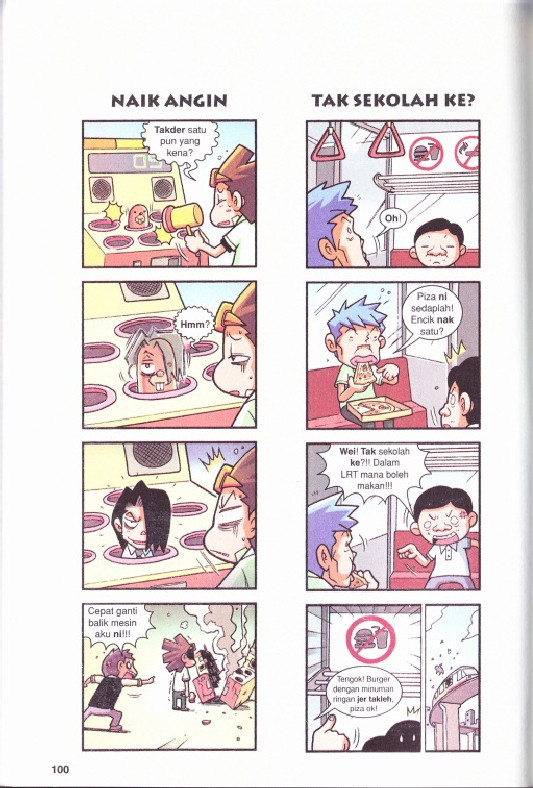 NAIK ANGIN
Takder satu
pun yang
kena?
Hmm?
Cepat ganti
balik mesin
aku ni!!!
TAK SEKOLAH KE?
Oh!
Piza ni
sedaplah!
Encik nak
satu?
Wei! Tak sekolah
ke?!! Dalam
LRT mana boleh
makan!!!
Tengok! Burger
dengan minuman
ringan jer takleh,
piza ok!
100